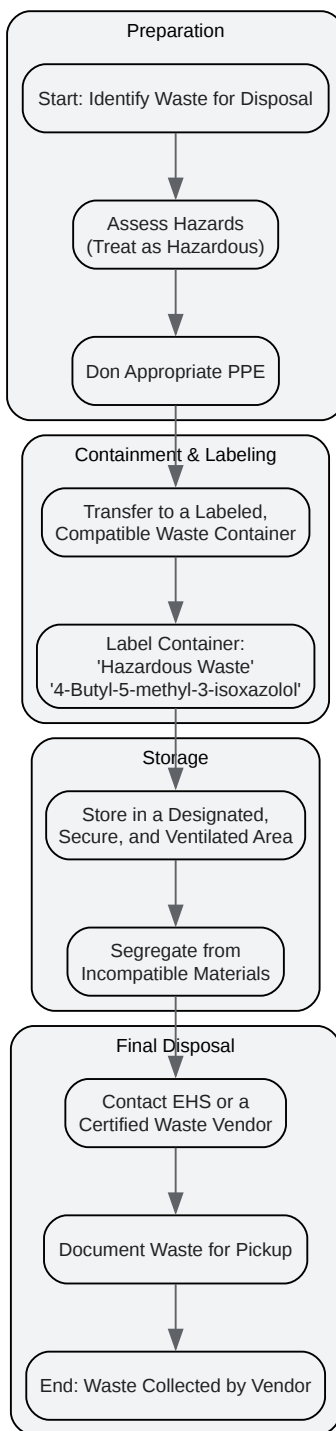 Preparation
Start: Identify Waste for Disposal
Assess Hazards
(Treat as Hazardous)
Don Appropriate PPE
Containment & Labeling
Transfer to a Labeled,
Compatible Waste Container
Label Container:
'Hazardous Waste'
'4-Butyl-5-methyl-3-isoxazolol'
Storage
Store in a Designated,
Secure, and Ventilated Area
Segregate from
Incompatible Materials
Final Disposal
Contact EHS or a
Certified Waste Vendor
Document Waste for Pickup
End: Waste Collected by Vendor